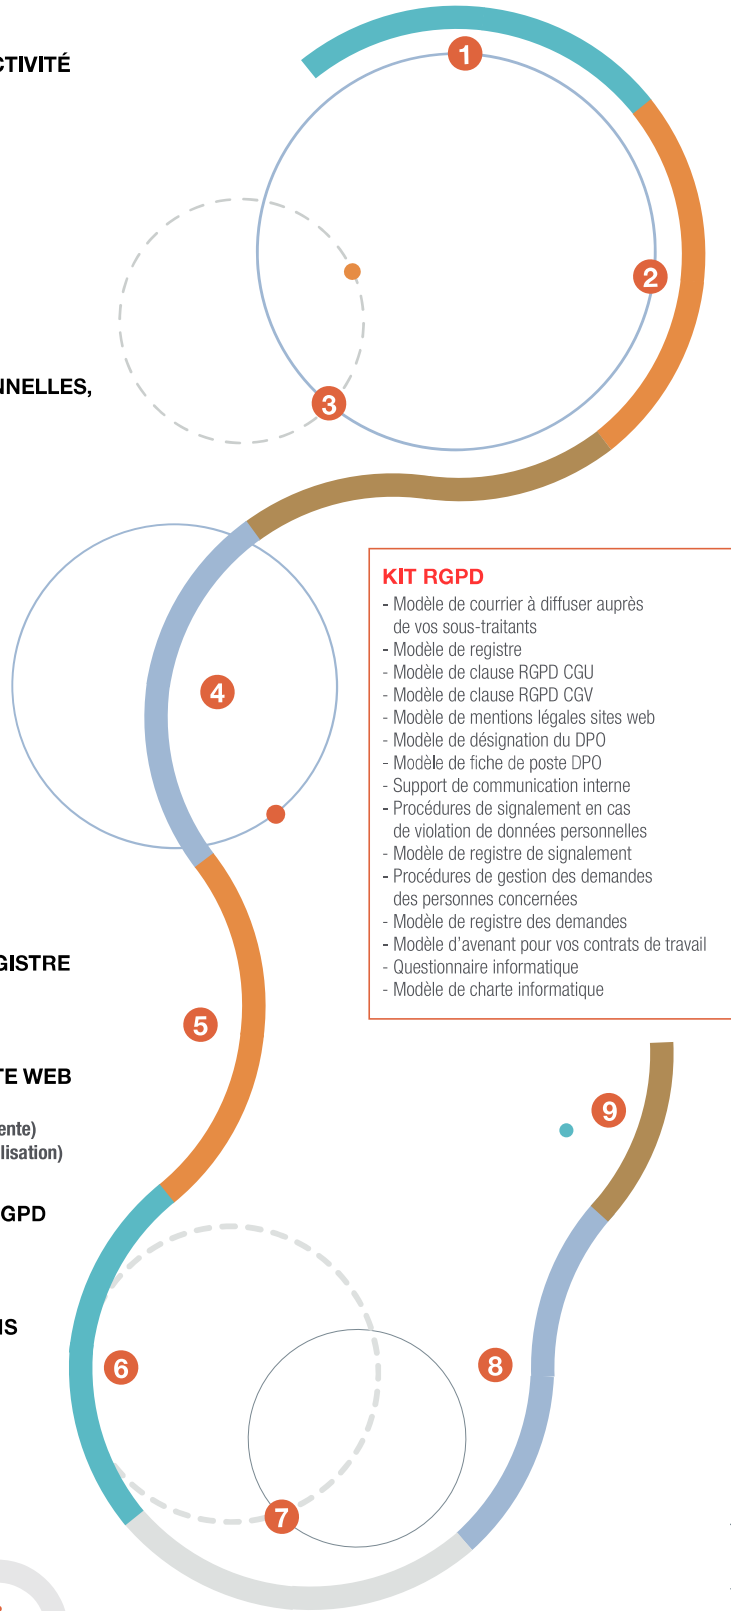 CTIVITÉ
1
2
NNELLES,
3
KIT RGPD
- Modèle de courrier à diffuser auprès
de vos sous-traitants
- Modèle de registre
- Modèle de clause RGPD CGU
- Modèle de clause RGPD CGV
- Modèle de mentions légales sites web
- Modèle de désignation du DPO
- Modèle de fiche de poste DPO
- Support de communication interne
- Procédures de signalement en cas
de violation de données personnelles
- Modèle de registre de signalement
- Procédures de gestion des demandes
des personnes concernées
- Modèle de registre des demandes
- Modèle d'avenant pour vos contrats de travail
- Questionnaire informatique
- Modèle de charte informatique
4
GISTRE
5
TE WEB
ente)
lisation)
9
GPD
NS
6
8
7